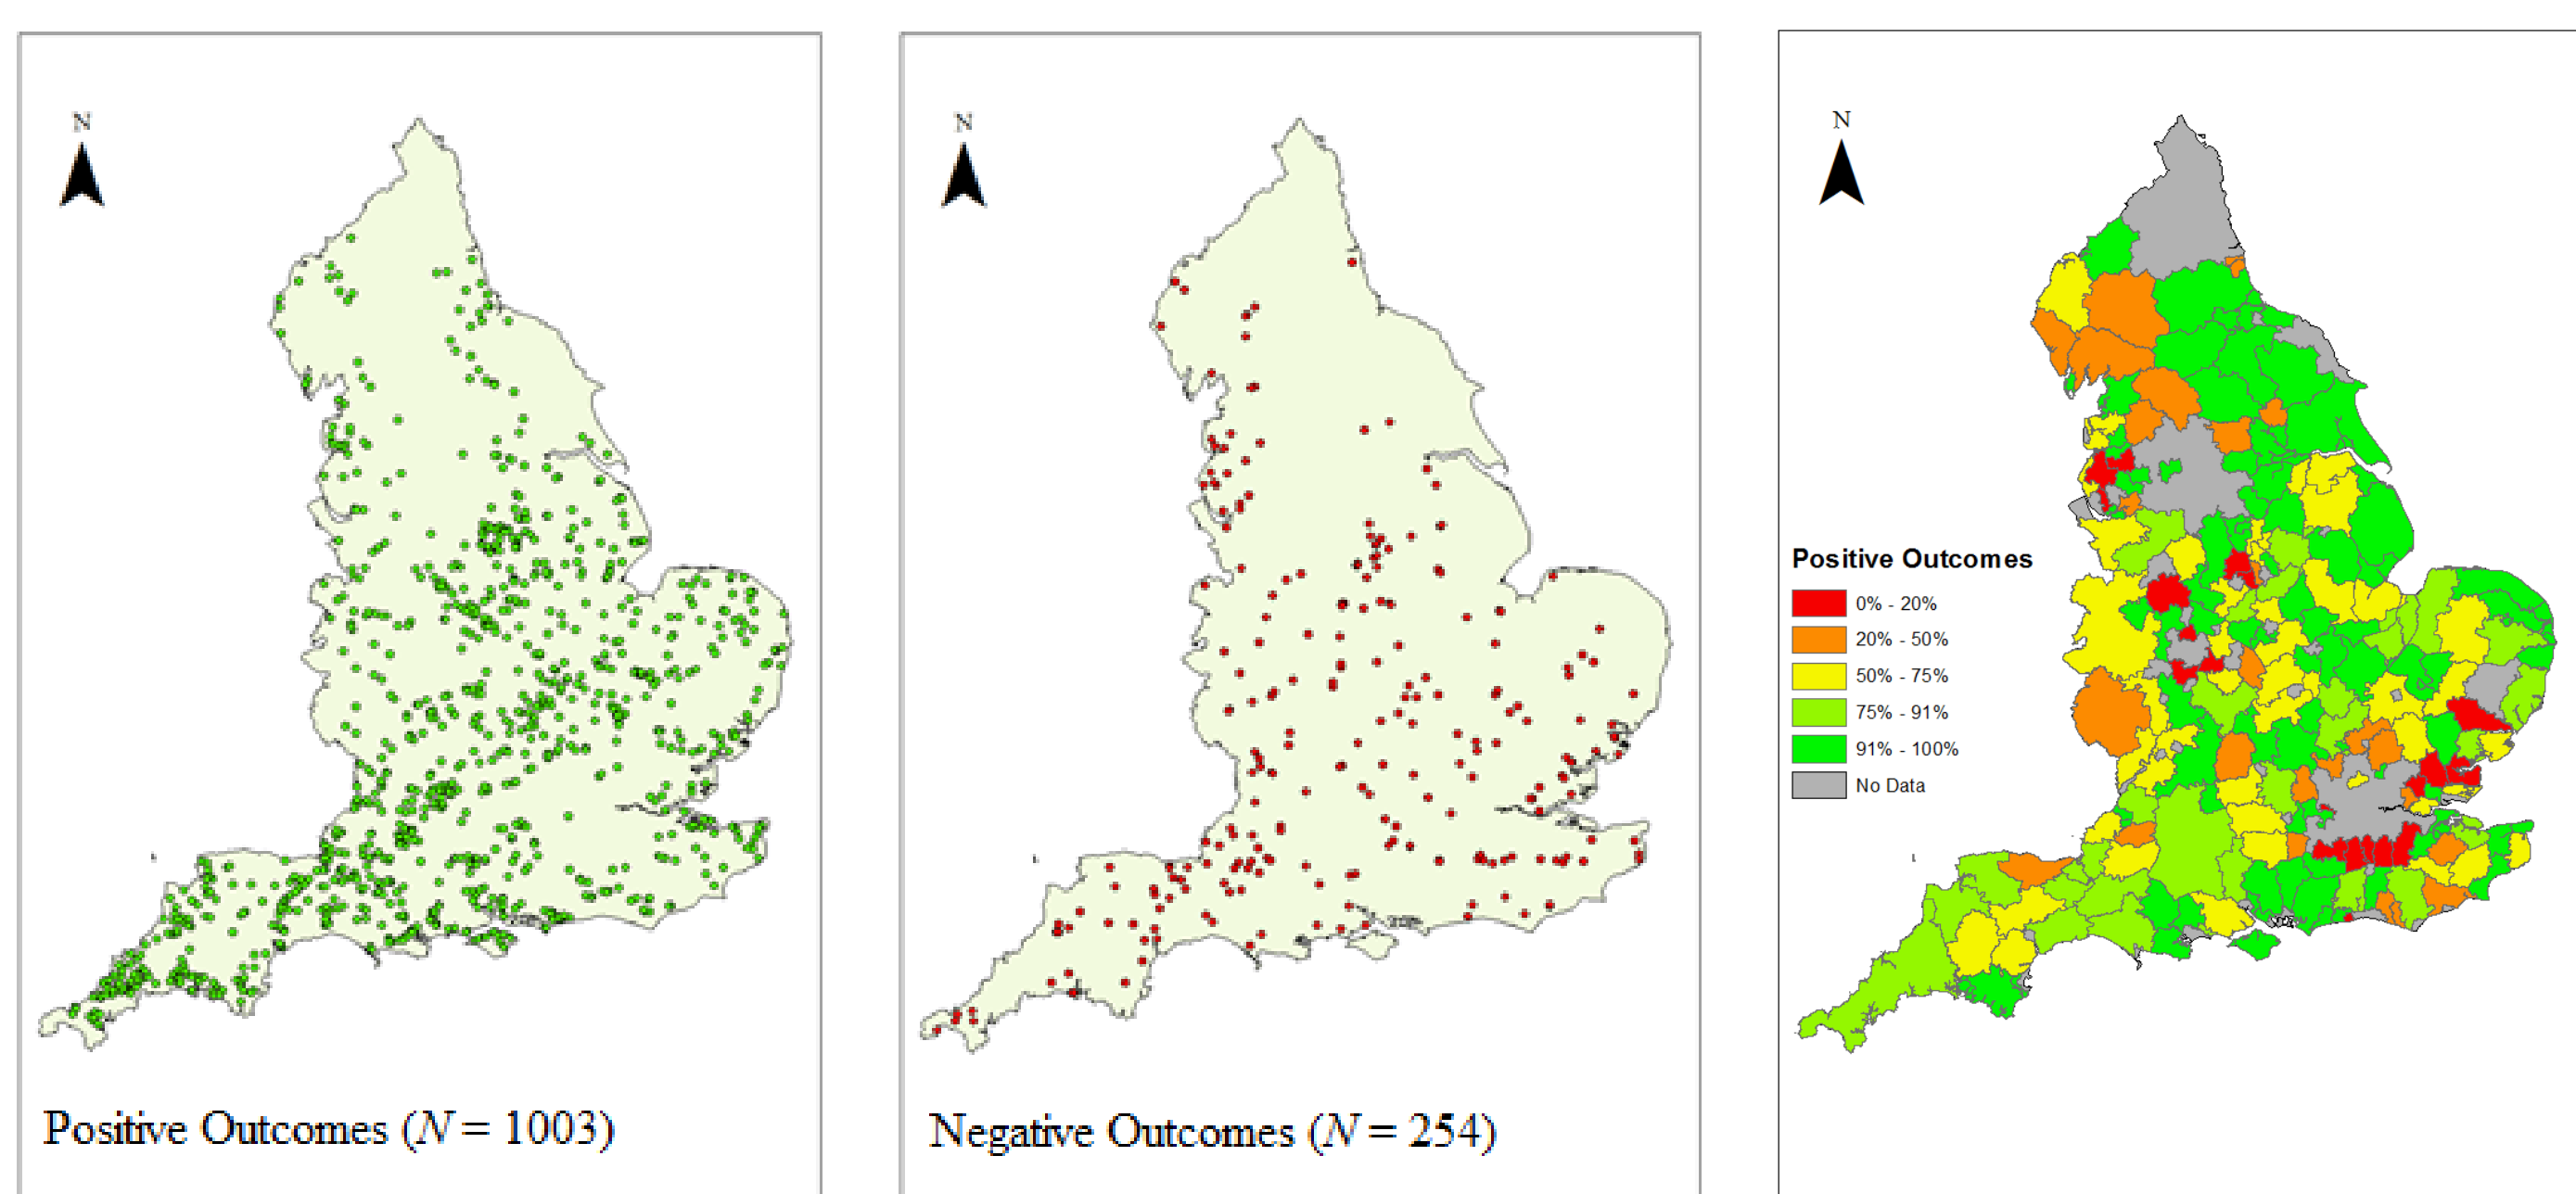 N
Positive Outcomes (N = 1003)
N
Negative Outcomes (N = 254)
N
Positive Outcomes
0% - 20%
20% - 50%
50% - 75%
75% - 91%
91% - 100%
No Data